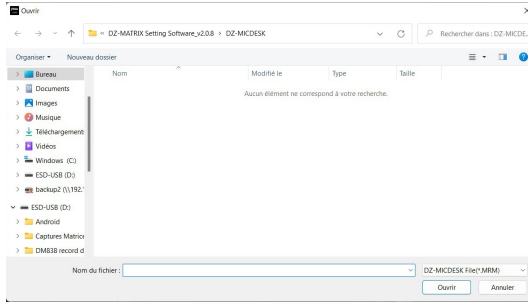 Ouvrir
« DZ-MATRIX Setting Software_v2.0.8 > DZ-MICDESK
Rechercher dans : DZ-MICDE...
Organiser Nouveau dossier
Bureau
Documents
Images
Musique
Téléchargements
Vidéos
Windows (C:)
ESD-USB (D:)
backup2 (\\192.1
ESD-USB (D:)
Android
Captures Matrice
DM838 record d
Nom Modifié le Type Taille
Aucun élément ne correspond à votre recherche.
Nom du fichier : DZ-MICDESK File(*.MRM)
Ouvrir Annuler